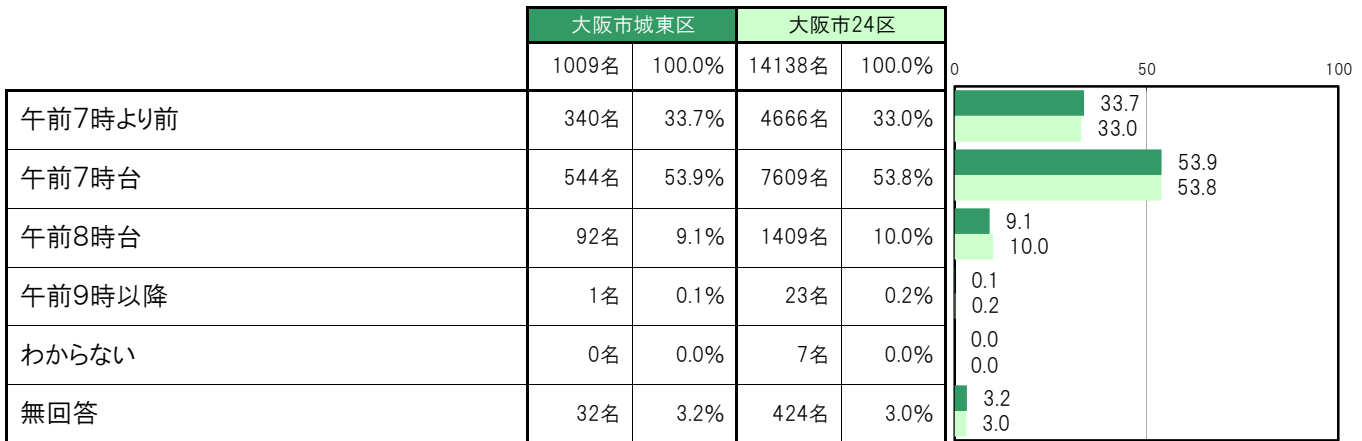 大阪市城東区 大阪市24区
1009名 100.0% 14138名 100.0% 0 50 100
午前7時より前 340名 33.7% 4666名 33.0% 33.7
33.0
午前7時台 544名 53.9% 7609名 53.8% 53.9
53.8
午前8時台 92名 9.1% 1409名 10.0% 9.1
10.0
午前9時以降 1名 0.1% 23名 0.2% 0.1
0.2
わからない 0名 0.0% 7名 0.0% 0.0
0.0
無回答 32名 3.2% 424名 3.0% 3.2
3.0